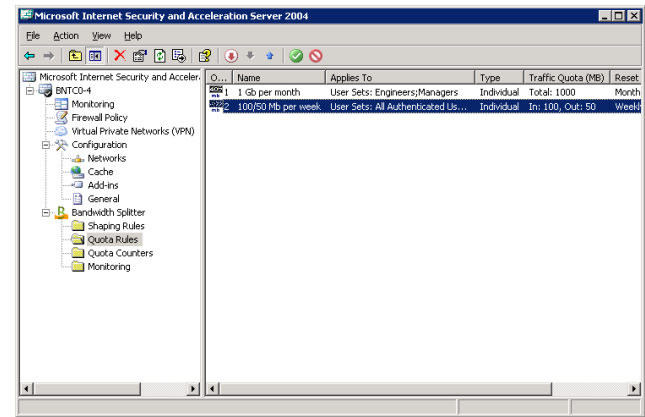 Microsoft Internet Security and Acceleration Server 2004
File Action View Help
Microsoft Internet Security and Acceler
BNTC0-4
Monitoring
Firewall Policy
Virtual Private Networks (VPN)
Configuration
Networks
Cache
Add-ins
General
Bandwidth Splitter
Shaping Rules
Quota Rules
Quota Counters
Monitoring
O... Name Applies To Type Traffic Quota (MB) Reset
1 1 Gb per month User Sets: Engineers;Managers Individual Total: 1000 Month
2 100/50 Mb per week User Sets: All Authenticated Us... Individual In: 100, Out: 50 Weekly